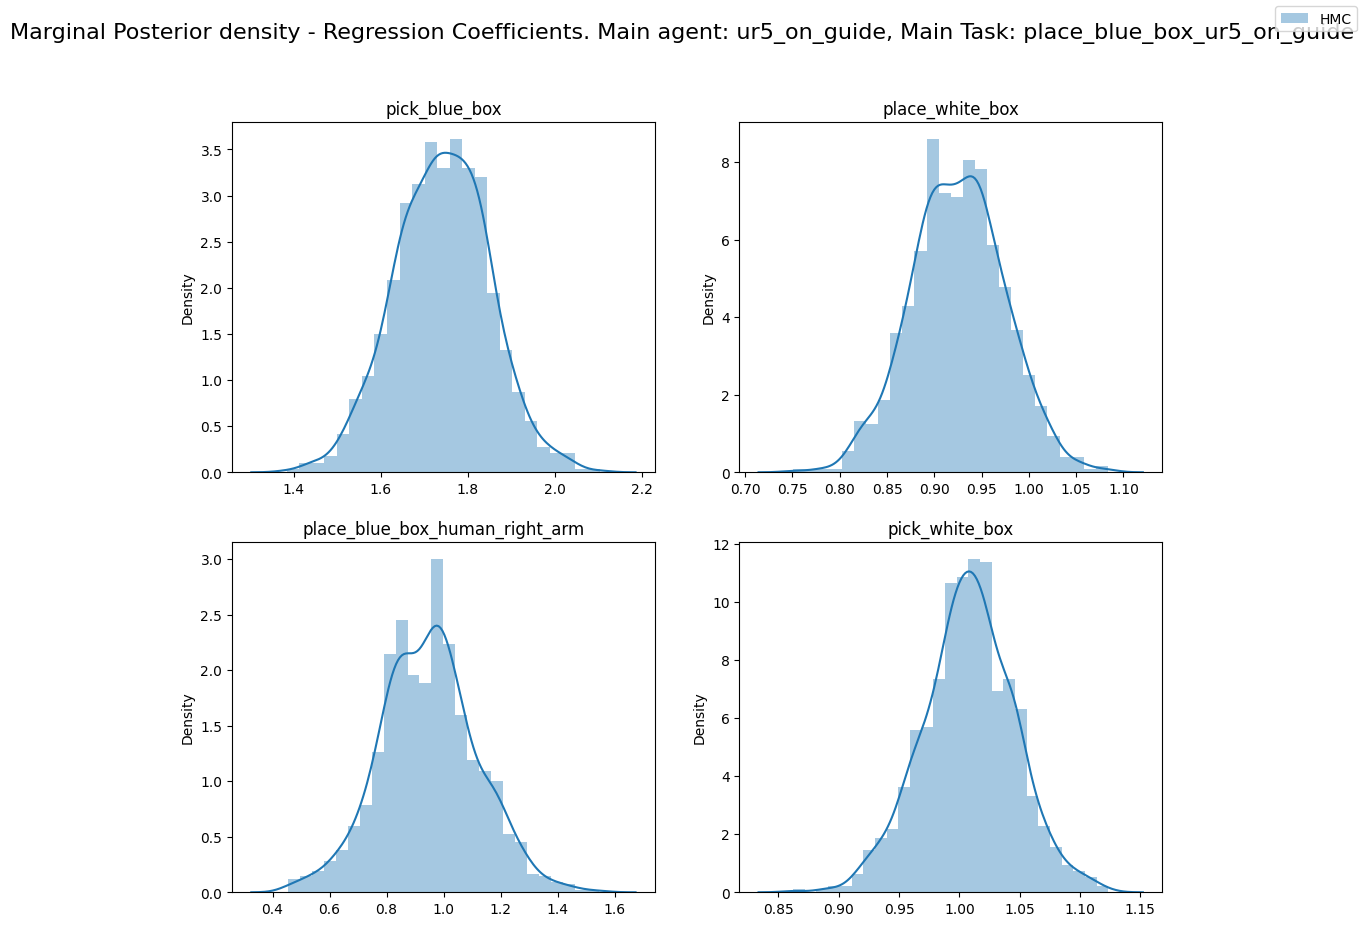 HMC
Marginal Posterior density - Regression Coefficients. Main agent: ur5_on_guide, Main Task: place_blue_box_ur5_on_guide
pick_blue_box
Density
3.5
3.0
2.5
2.0
1.5
1.0
0.5
0.0
1.4 1.6 1.8 2.0 2.2
place_white_box
Density
8
6
4
2
0
0.70 0.75 0.80 0.85 0.90 0.95 1.00 1.05 1.10
place_blue_box_human_right_arm
Density
3.0
2.5
2.0
1.5
1.0
0.5
0.0
0.4 0.6 0.8 1.0 1.2 1.4 1.6
pick_white_box
Density
12
10
8
6
4
2
0
0.85 0.90 0.95 1.00 1.05 1.10 1.15